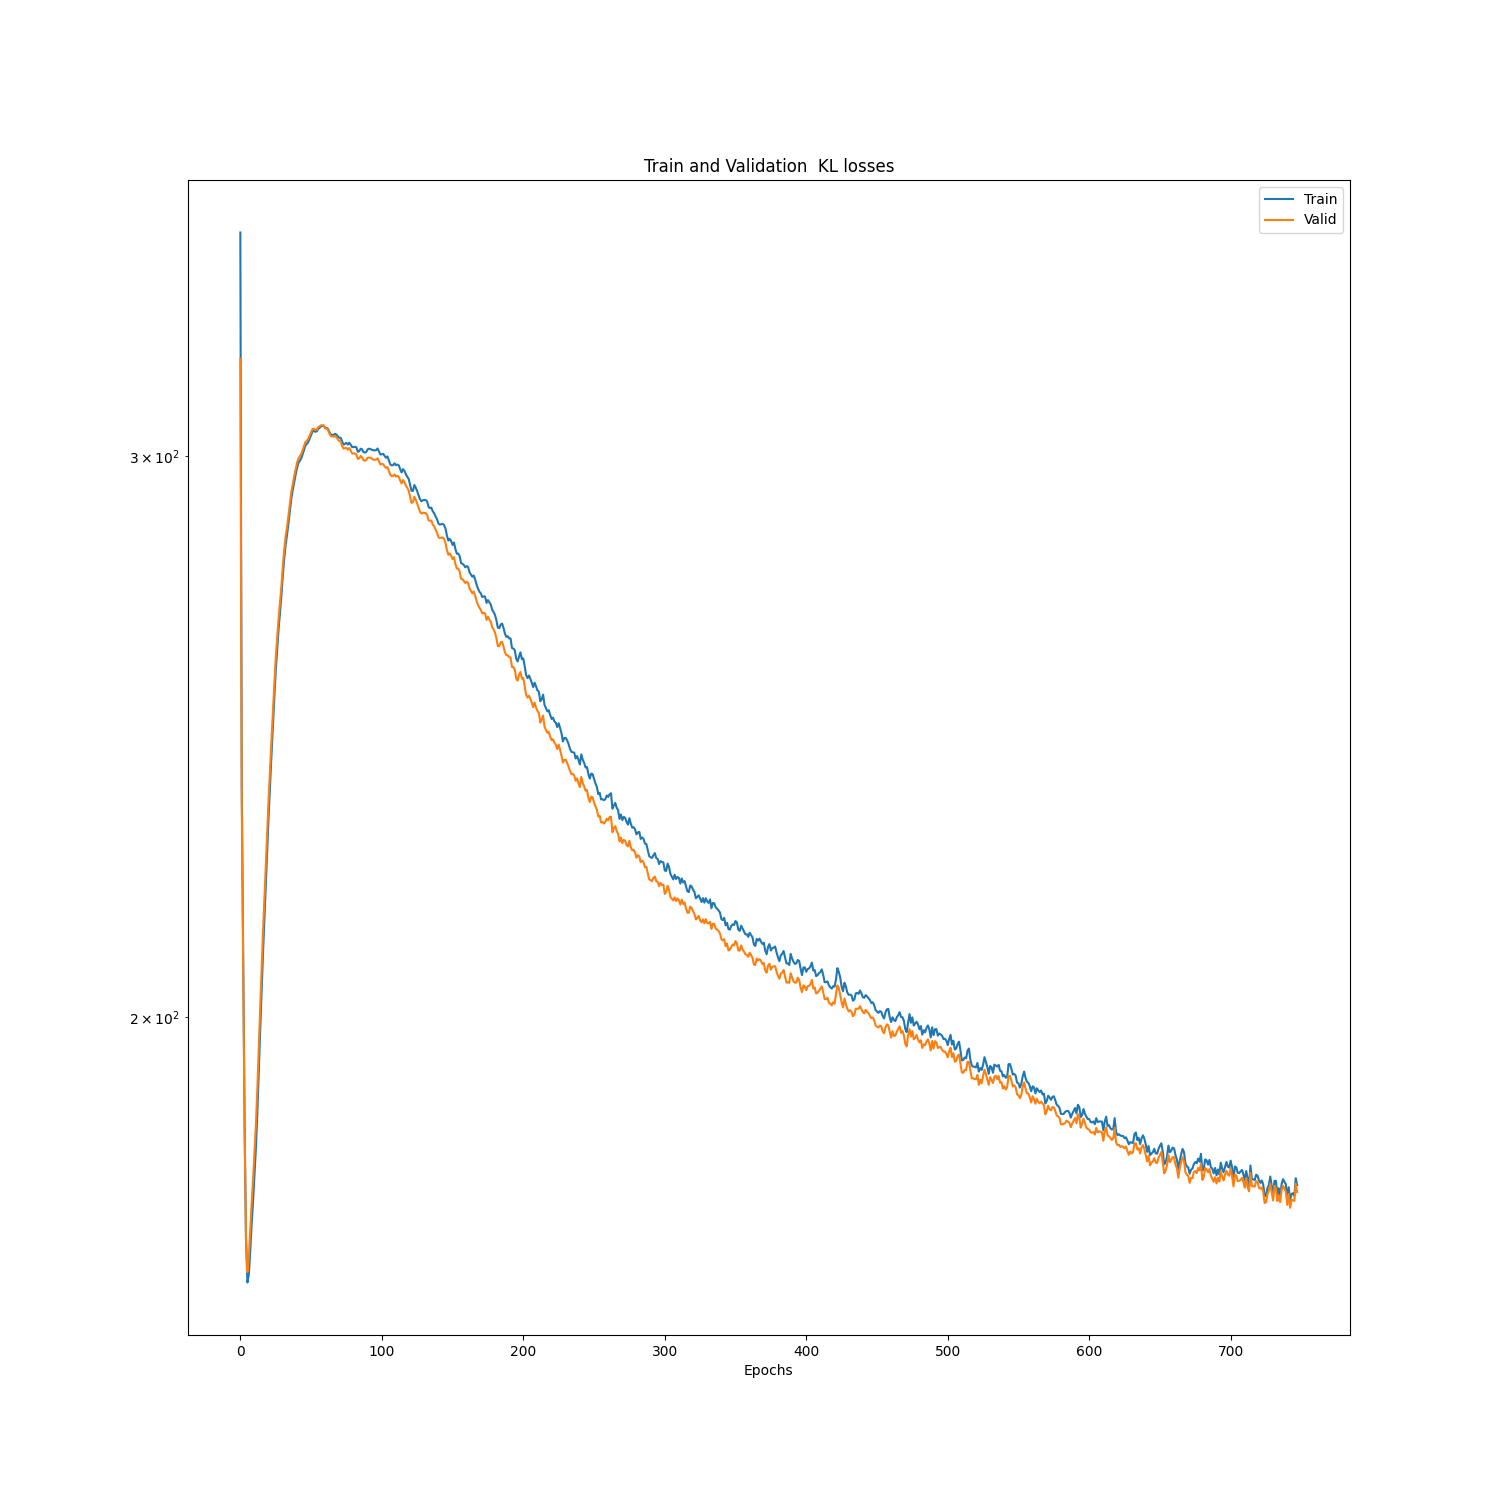 Train and Validation  KL losses
Train
Valid
3 × 10²
2 × 10²
0 100 200 300 400 500 600 700
Epochs